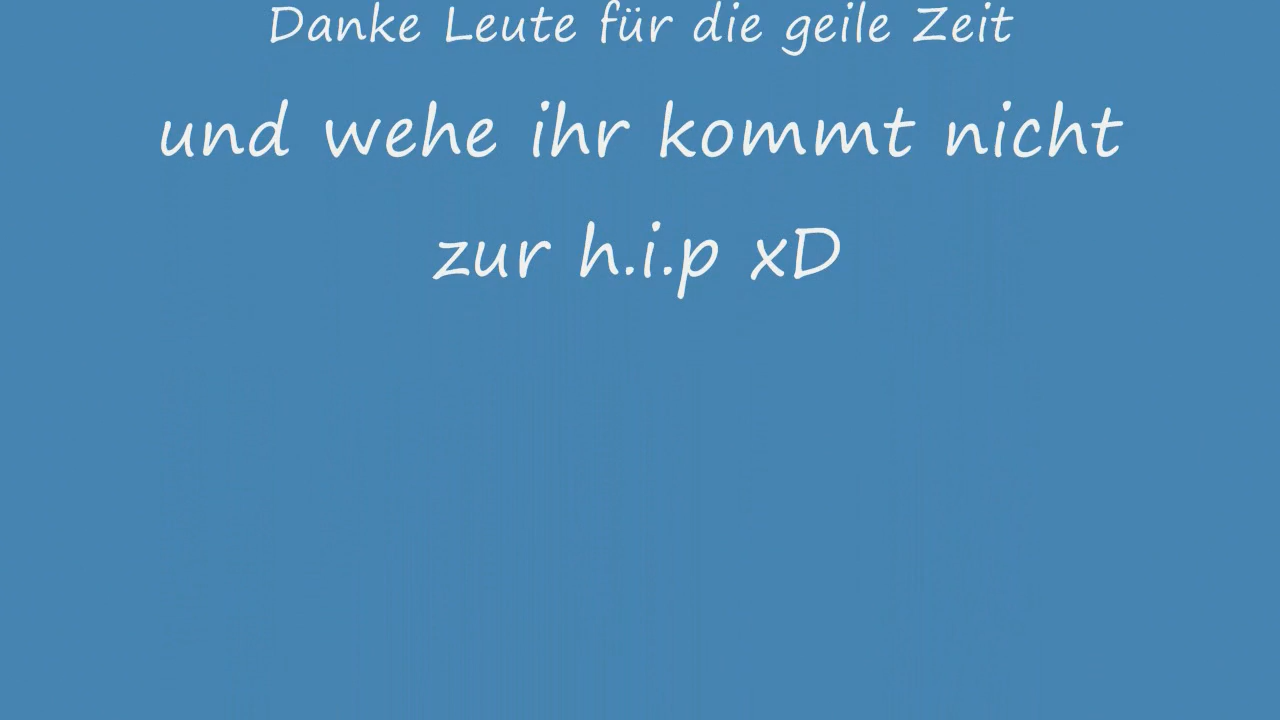 Danke Leute für die geile Zeit
und wehe ihr kommt nicht
zur h.i.p xD